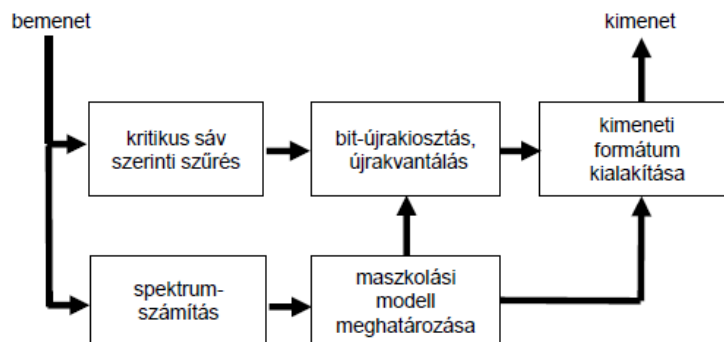 bemenet
kimenet
kritikus sáv
szerinti szűrés
bit-újrakiosztás,
újrakvantálás
kimeneti
formátum
kialakítása
spektrum-
számítás
maszkolási
modell
meghatározása